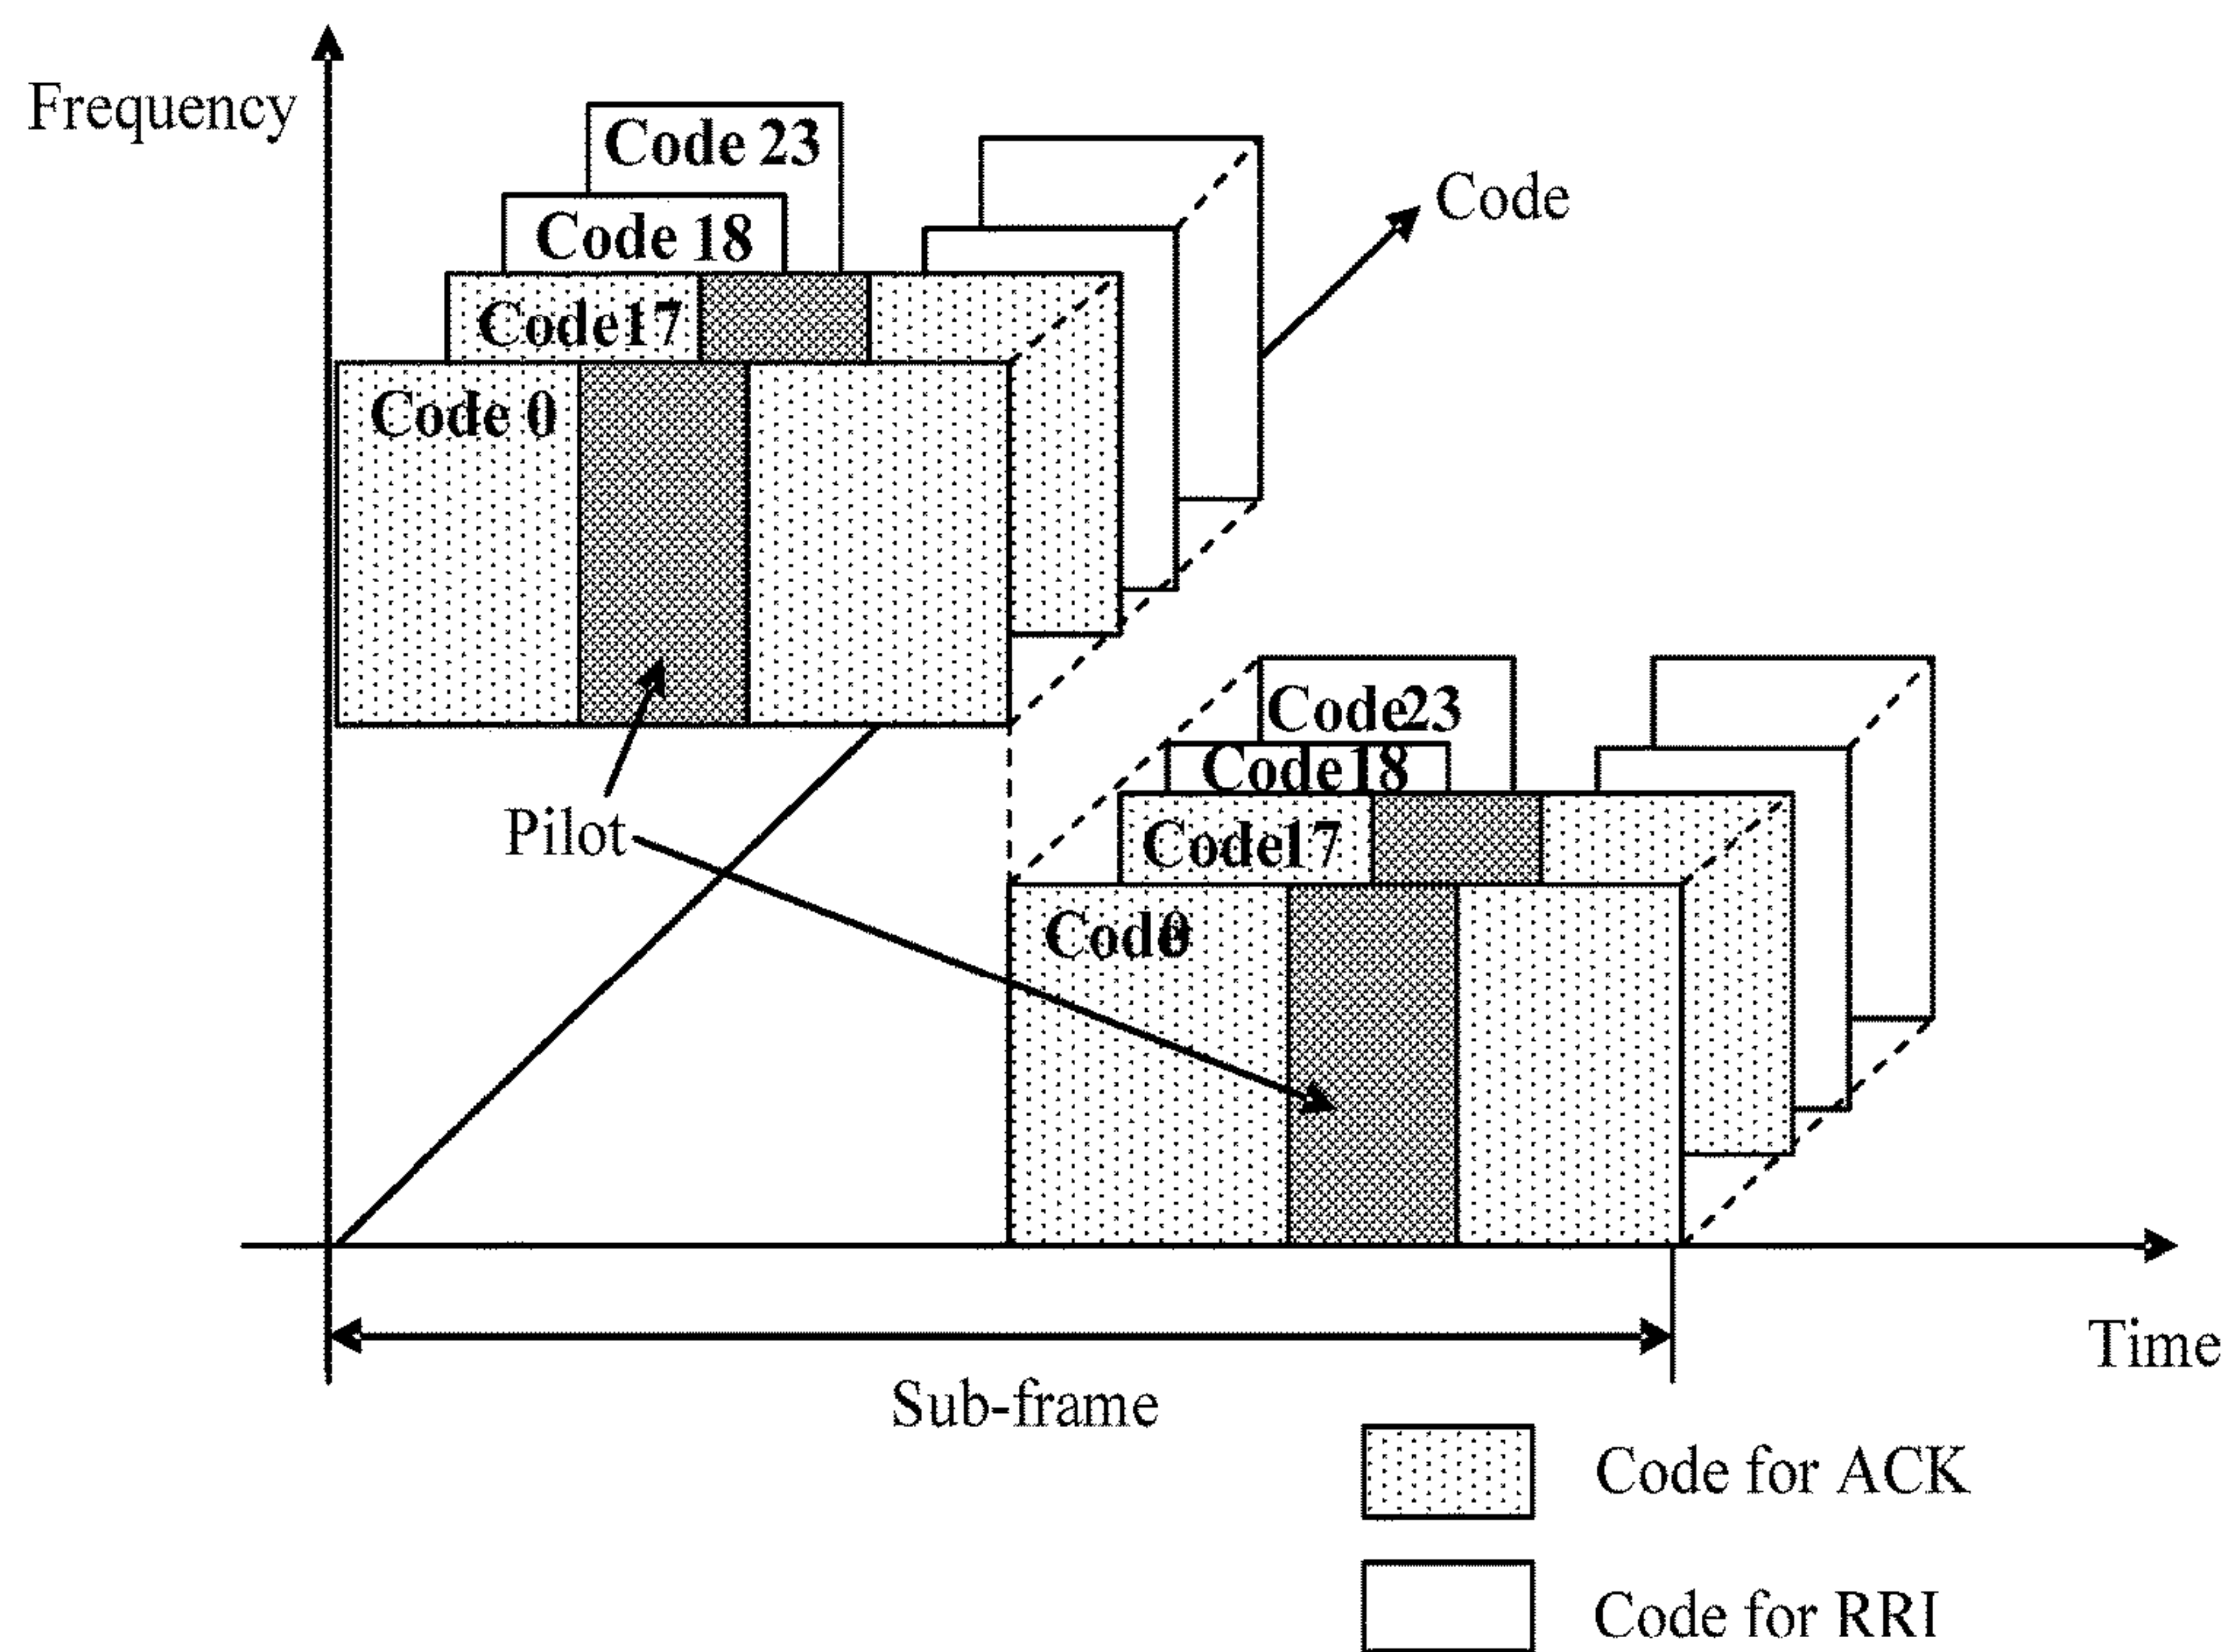 Frequency
Code 23
Code 18
Code
Code17
Code 0
Code23
Code18
Pilot
Code17
Code0
Time
Sub-frame
Code for ACK
Code for RRI